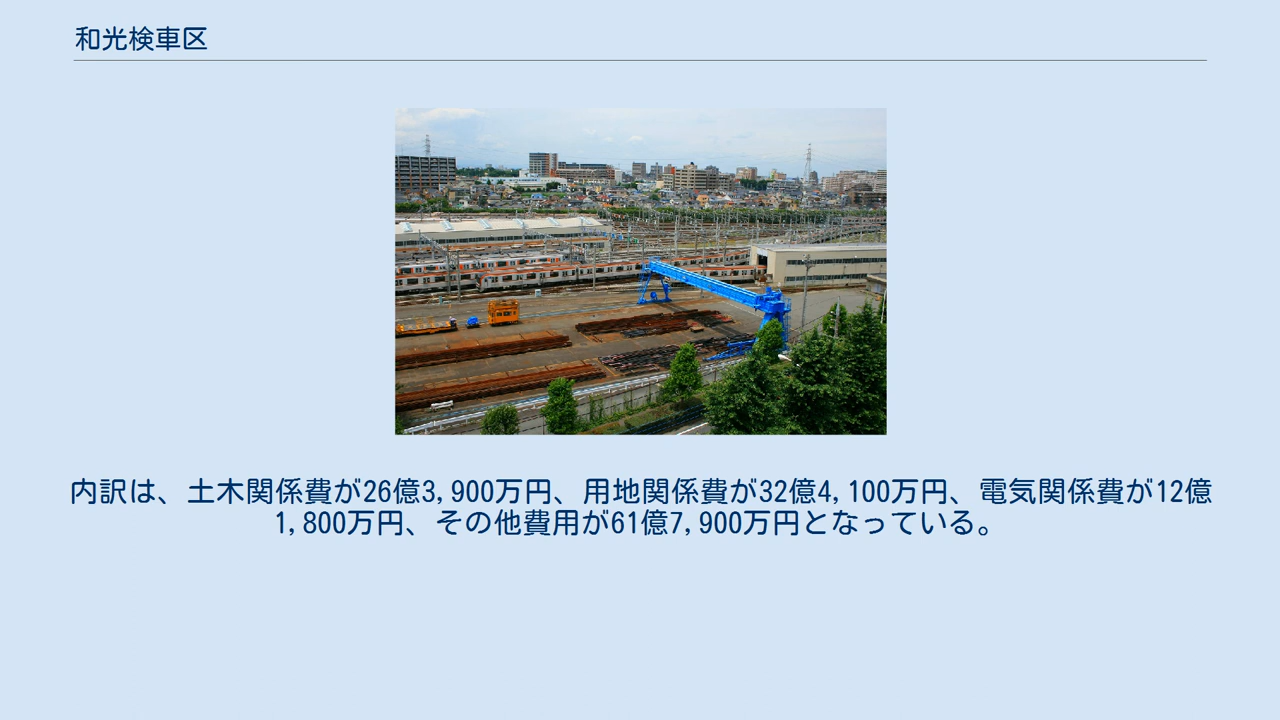 和光検車区
内訳は、土木関係費が26億3,900万円、用地関係費が32億4,100万円、電気関係費が12億
1,800万円、その他費用が61億7,900万円となっている。